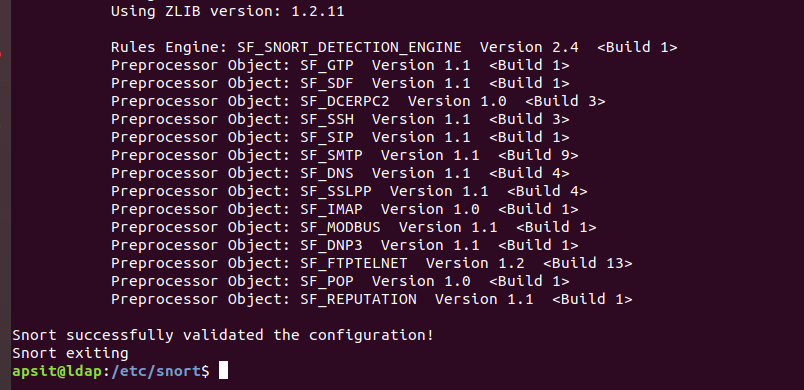 Using ZLIB version: 1.2.11
Rules Engine: SF_SNORT_DETECTION_ENGINE  Version 2.4  <Build 1>
Preprocessor Object: SF_GTP  Version 1.1  <Build 1>
Preprocessor Object: SF_SDF  Version 1.1  <Build 1>
Preprocessor Object: SF_DCERPC2  Version 1.0  <Build 3>
Preprocessor Object: SF_SSH  Version 1.1  <Build 3>
Preprocessor Object: SF_SIP  Version 1.1  <Build 1>
Preprocessor Object: SF_SMTP  Version 1.1  <Build 9>
Preprocessor Object: SF_DNS  Version 1.1  <Build 4>
Preprocessor Object: SF_SSLPP  Version 1.1  <Build 4>
Preprocessor Object: SF_IMAP  Version 1.0  <Build 1>
Preprocessor Object: SF_MODBUS  Version 1.1  <Build 1>
Preprocessor Object: SF_DNP3  Version 1.1  <Build 1>
Preprocessor Object: SF_FTPTELNET  Version 1.2  <Build 13>
Preprocessor Object: SF_POP  Version 1.0  <Build 1>
Preprocessor Object: SF_REPUTATION  Version 1.1  <Build 1>
Snort successfully validated the configuration!
Snort exiting
apsit@ldap:/etc/snort$